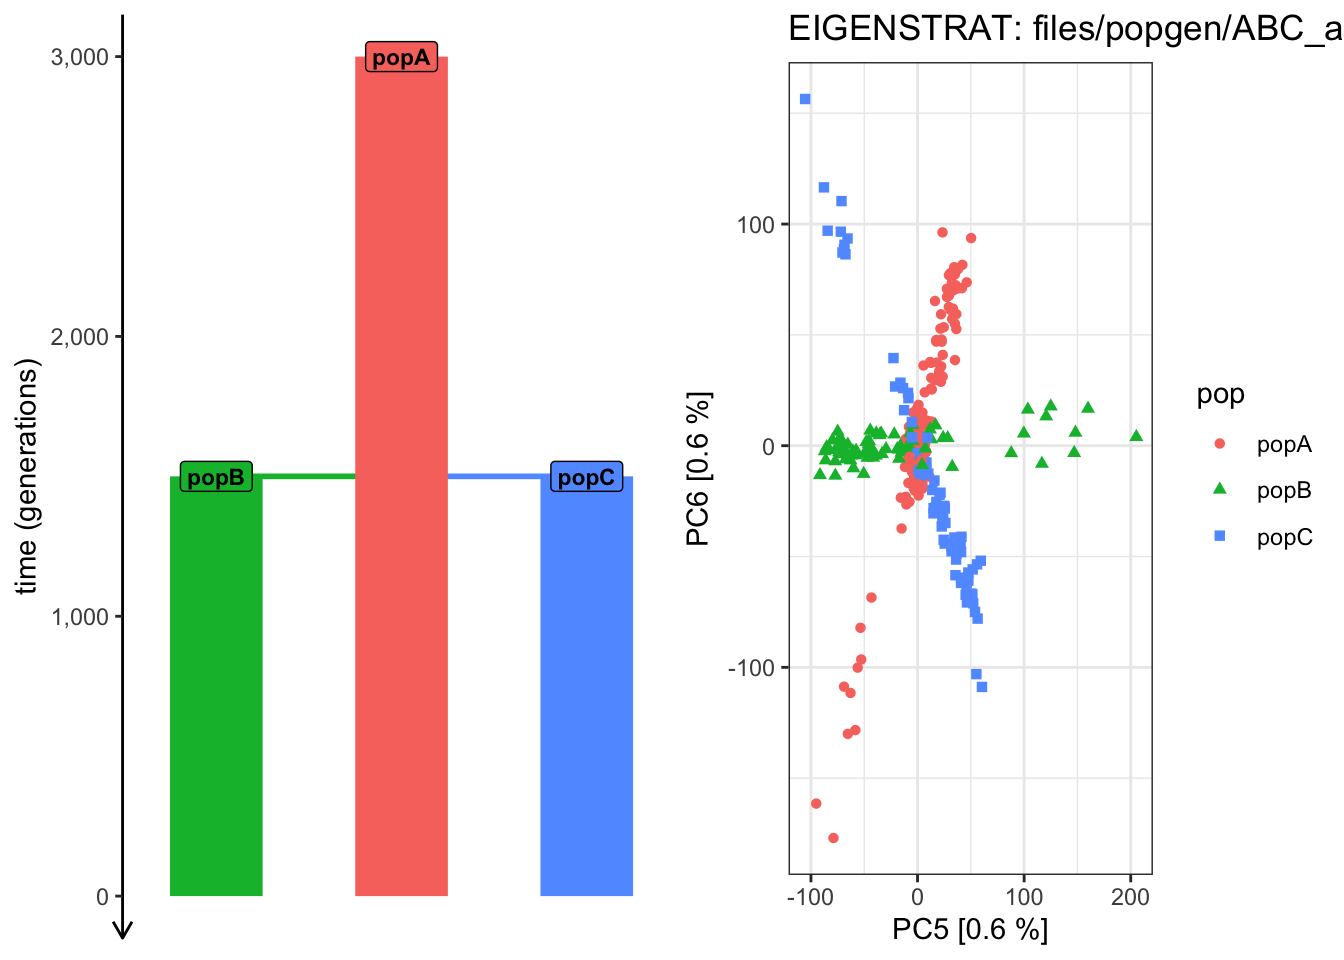 time (generations)
3,000
2,000
1,000
0
popA
popB
popC
EIGENSTRAT: files/popgen/ABC_a
PC6 [0.6 %]
100
0
-100
-100
0
100
200
PC5 [0.6 %]
pop
popA
popB
popC